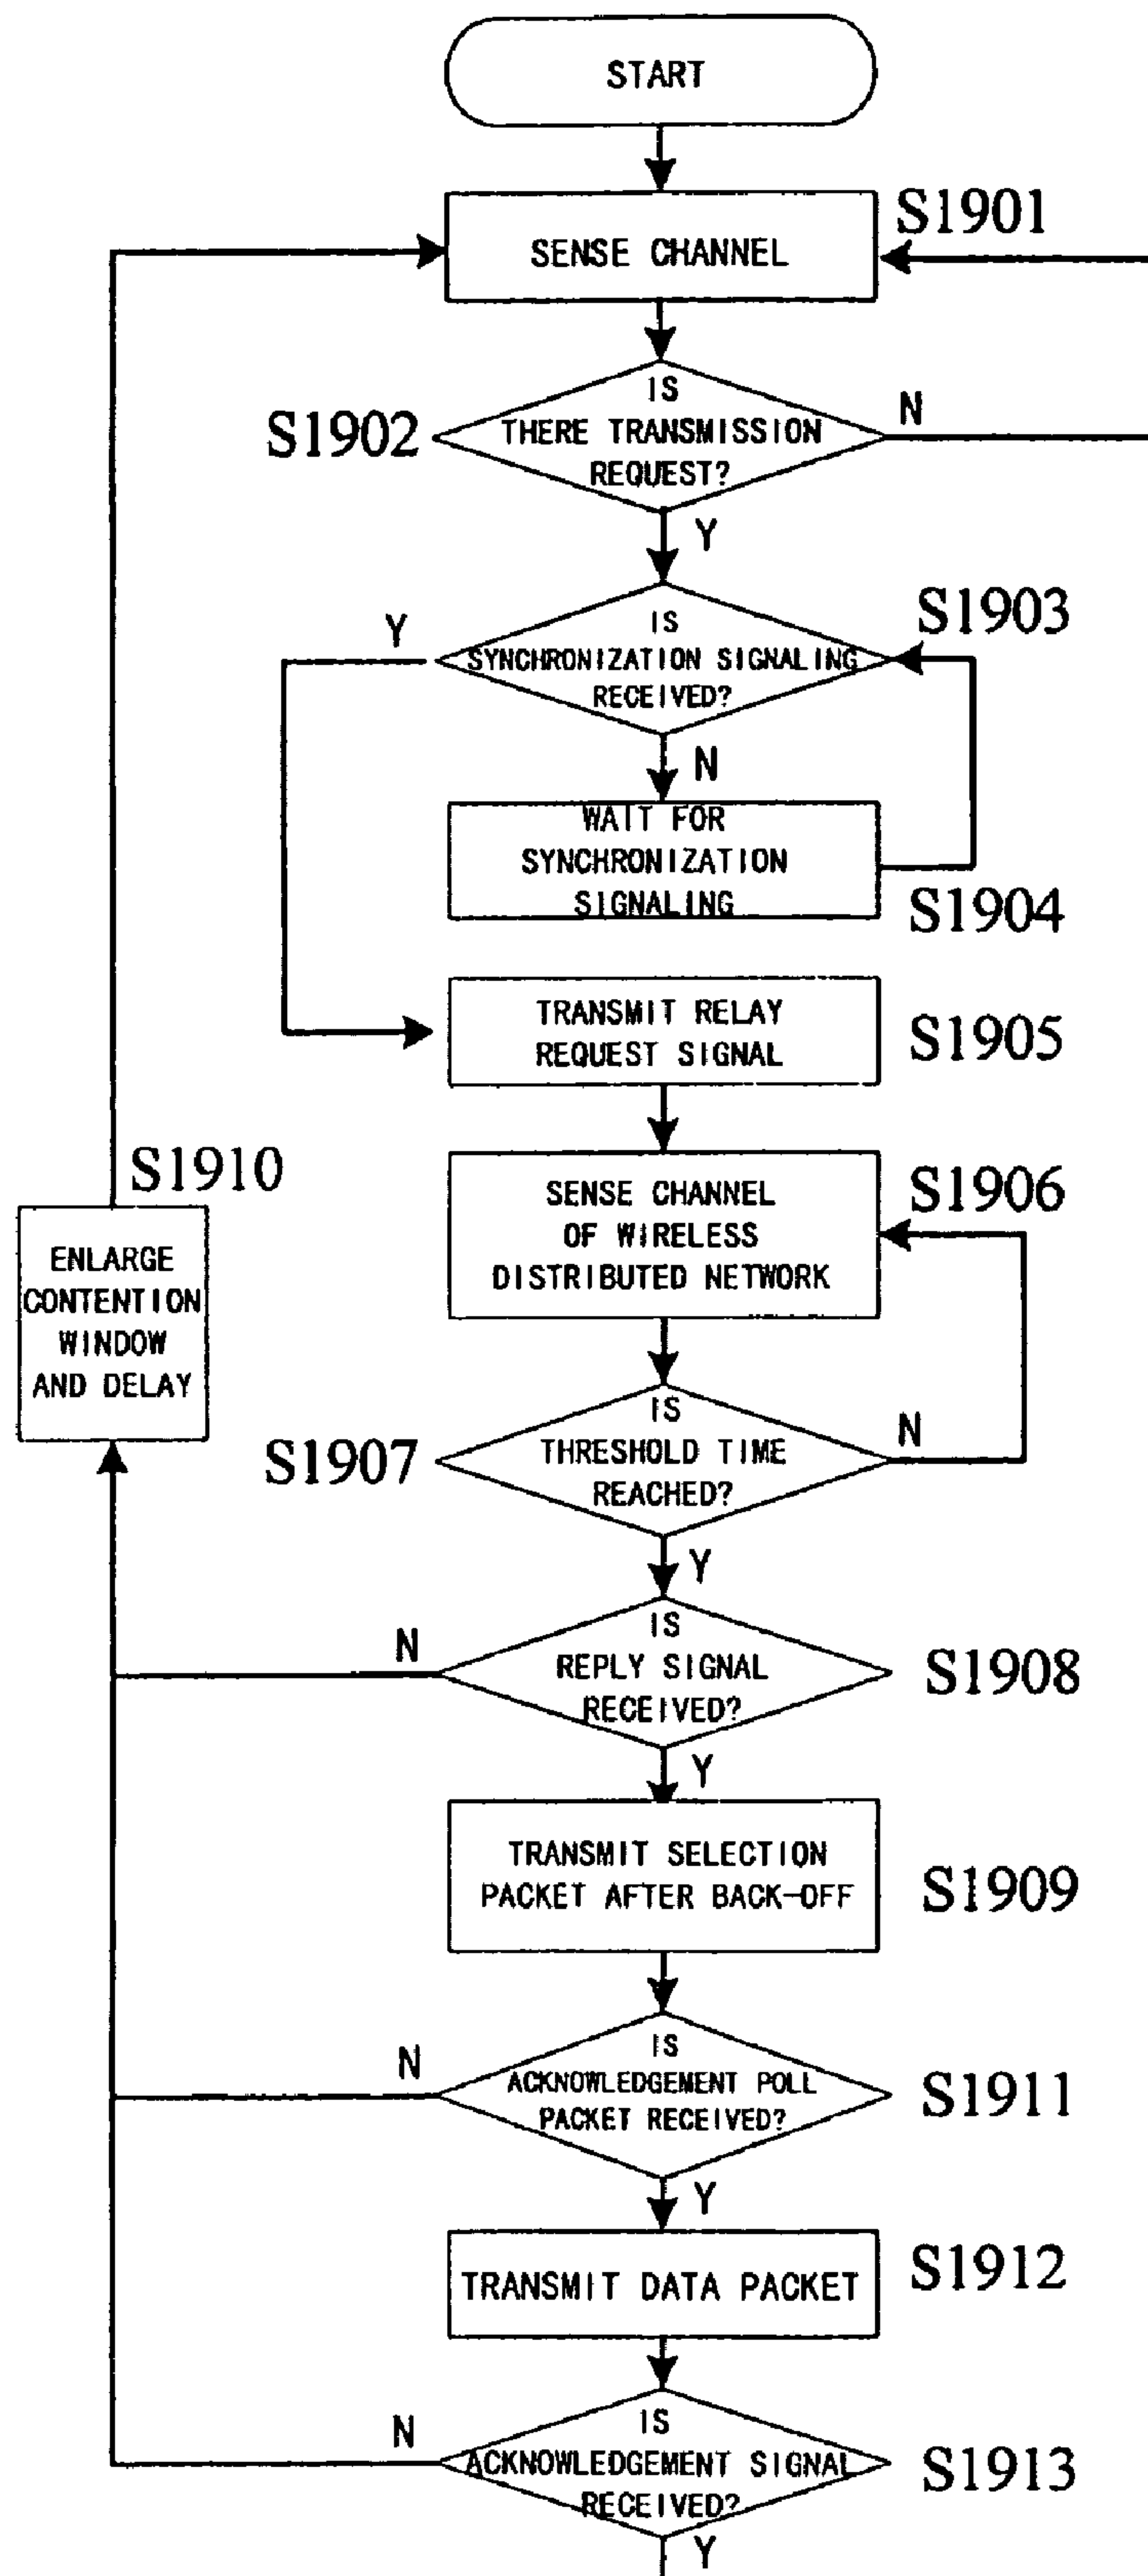 START
SENSE CHANNEL
S1901
IS
THERE TRANSMISSION
REQUEST?
S1902
N
Y
IS
SYNCHRONIZATION SIGNALING
RECEIVED?
S1903
Y
N
WAIT FOR
SYNCHRONIZATION
SIGNALING
S1904
TRANSMIT RELAY
REQUEST SIGNAL
S1905
SENSE CHANNEL
OF WIRELESS
DISTRIBUTED NETWORK
S1906
S1910
ENLARGE
CONTENTION
WINDOW
AND DELAY
IS
THRESHOLD TIME
REACHED?
S1907
N
Y
IS
REPLY SIGNAL
RECEIVED?
S1908
N
Y
TRANSMIT SELECTION
PACKET AFTER BACK-OFF
S1909
IS
ACKNOWLEDGEMENT POLL
PACKET RECEIVED?
S1911
N
Y
TRANSMIT DATA PACKET
S1912
IS
ACKNOWLEDGEMENT SIGNAL
RECEIVED?
S1913
N
Y